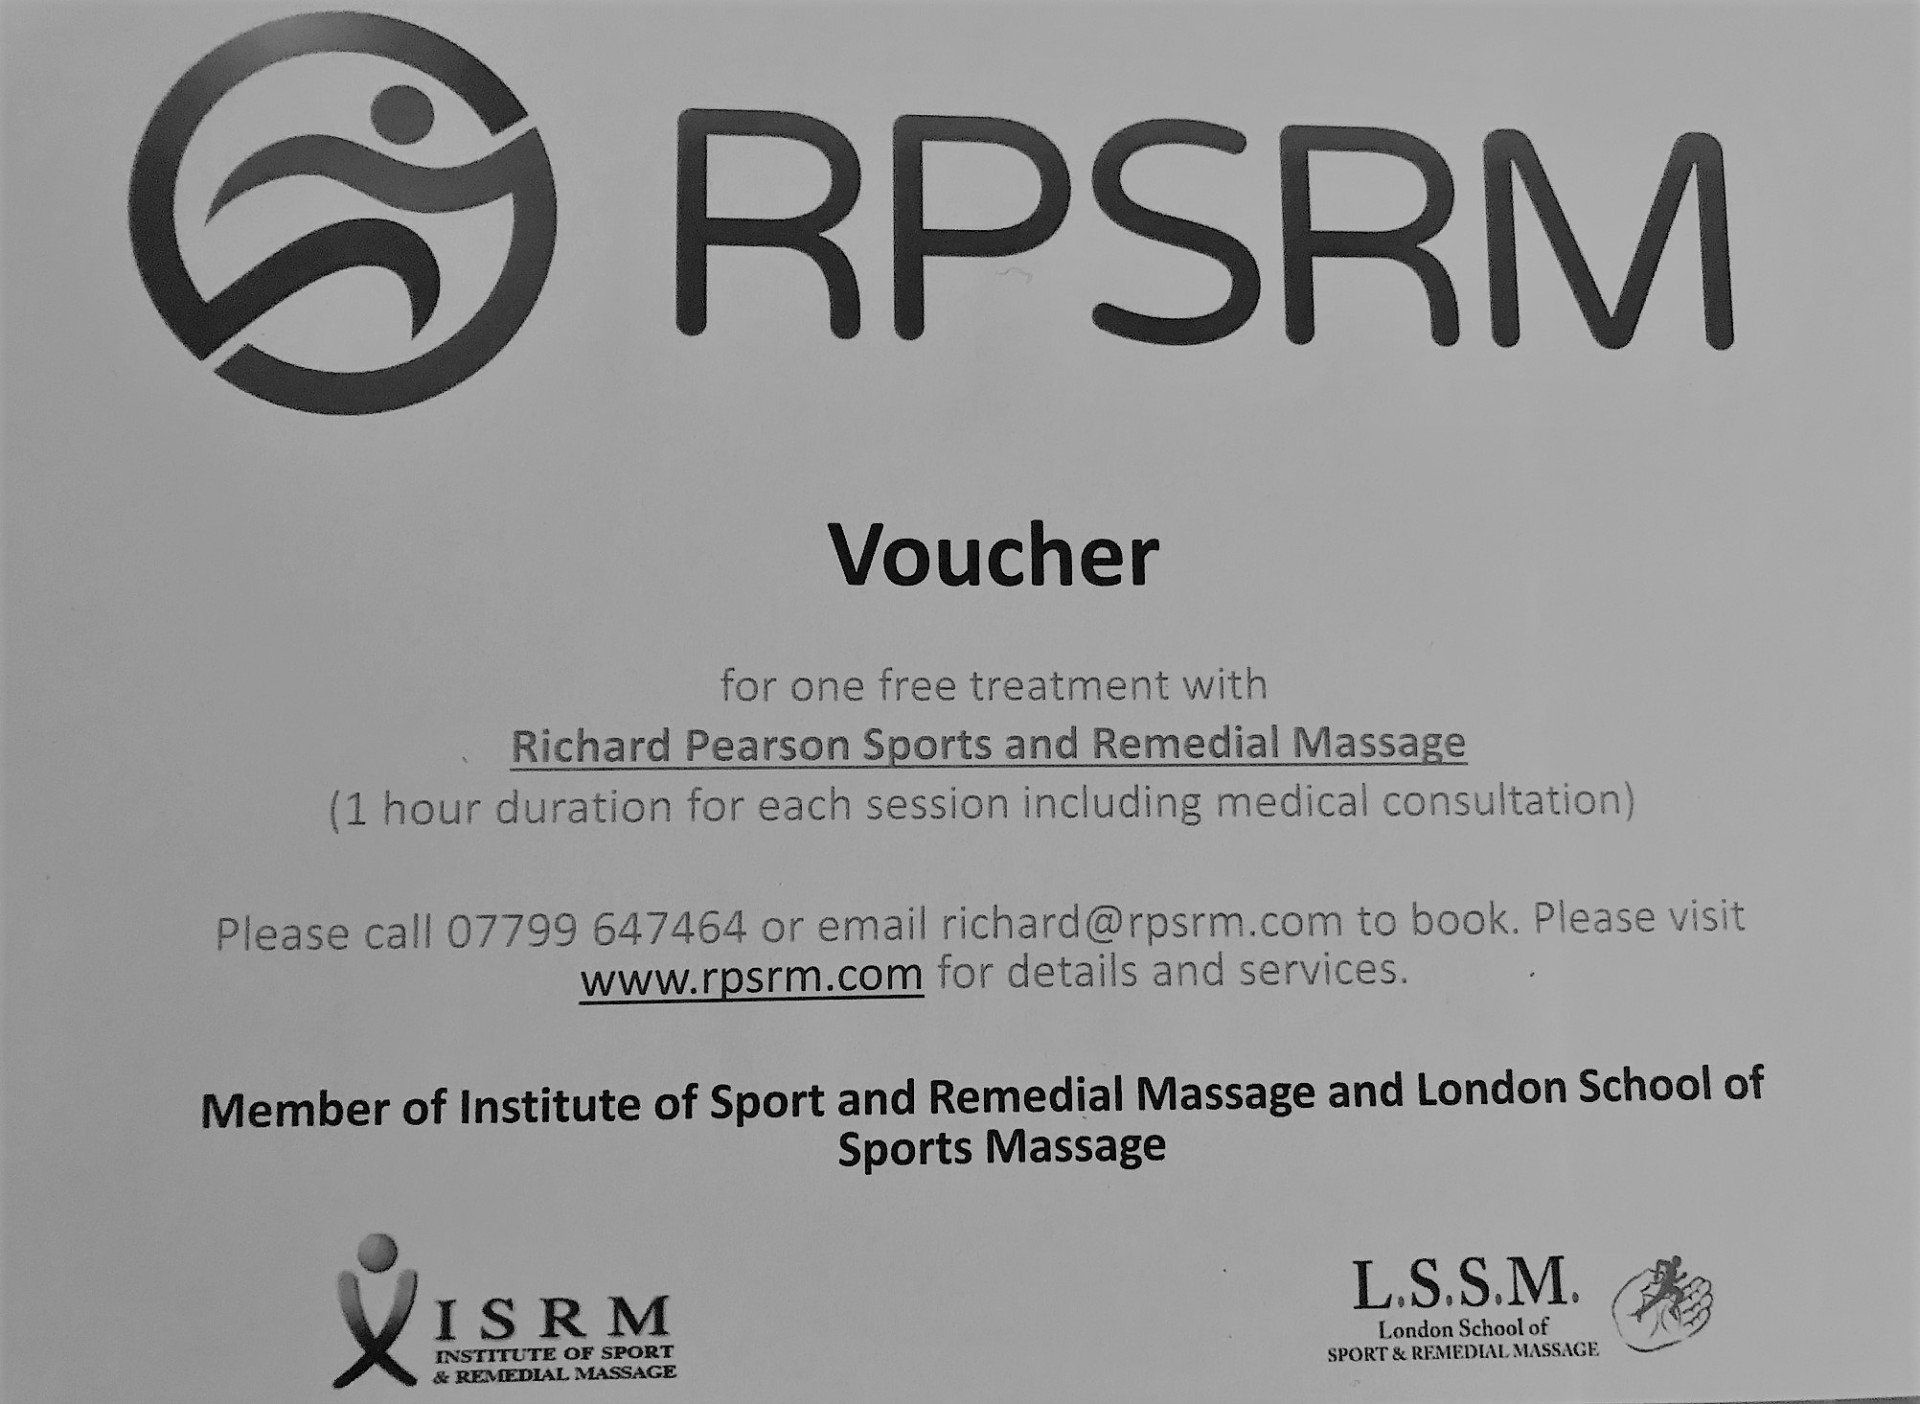 RPSRM
Voucher
for one free treatment with
Richard Pearson Sports and Remedial Massage
(1 hour duration for each session including medical consultation)
Please call 07799 647464 or email richard@rpsrm.com to book. Please visit
www.rpsrm.com for details and services.
Member of Institute of Sport and Remedial Massage and London School of
Sports Massage
ISRM
INSTITUTE OF SPORT
& REMEDIAL MASSAGE
L.S.S.M.
London School of
SPORT & REMEDIAL MASSAGE